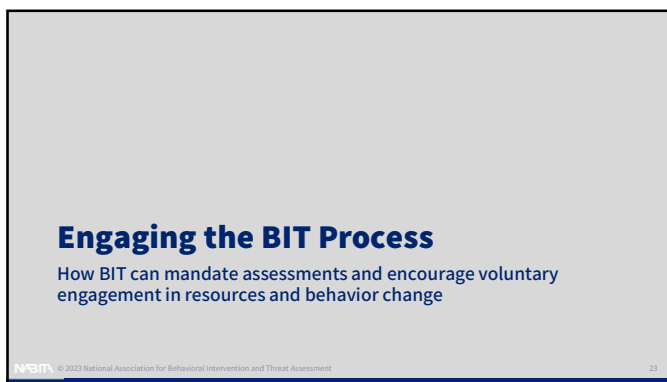 Engaging the BIT Process
How BIT can mandate assessments and encourage voluntary
engagement in resources and behavior change
NABITA © 2023 National Association for Behavioral Intervention and Threat Assessment 23